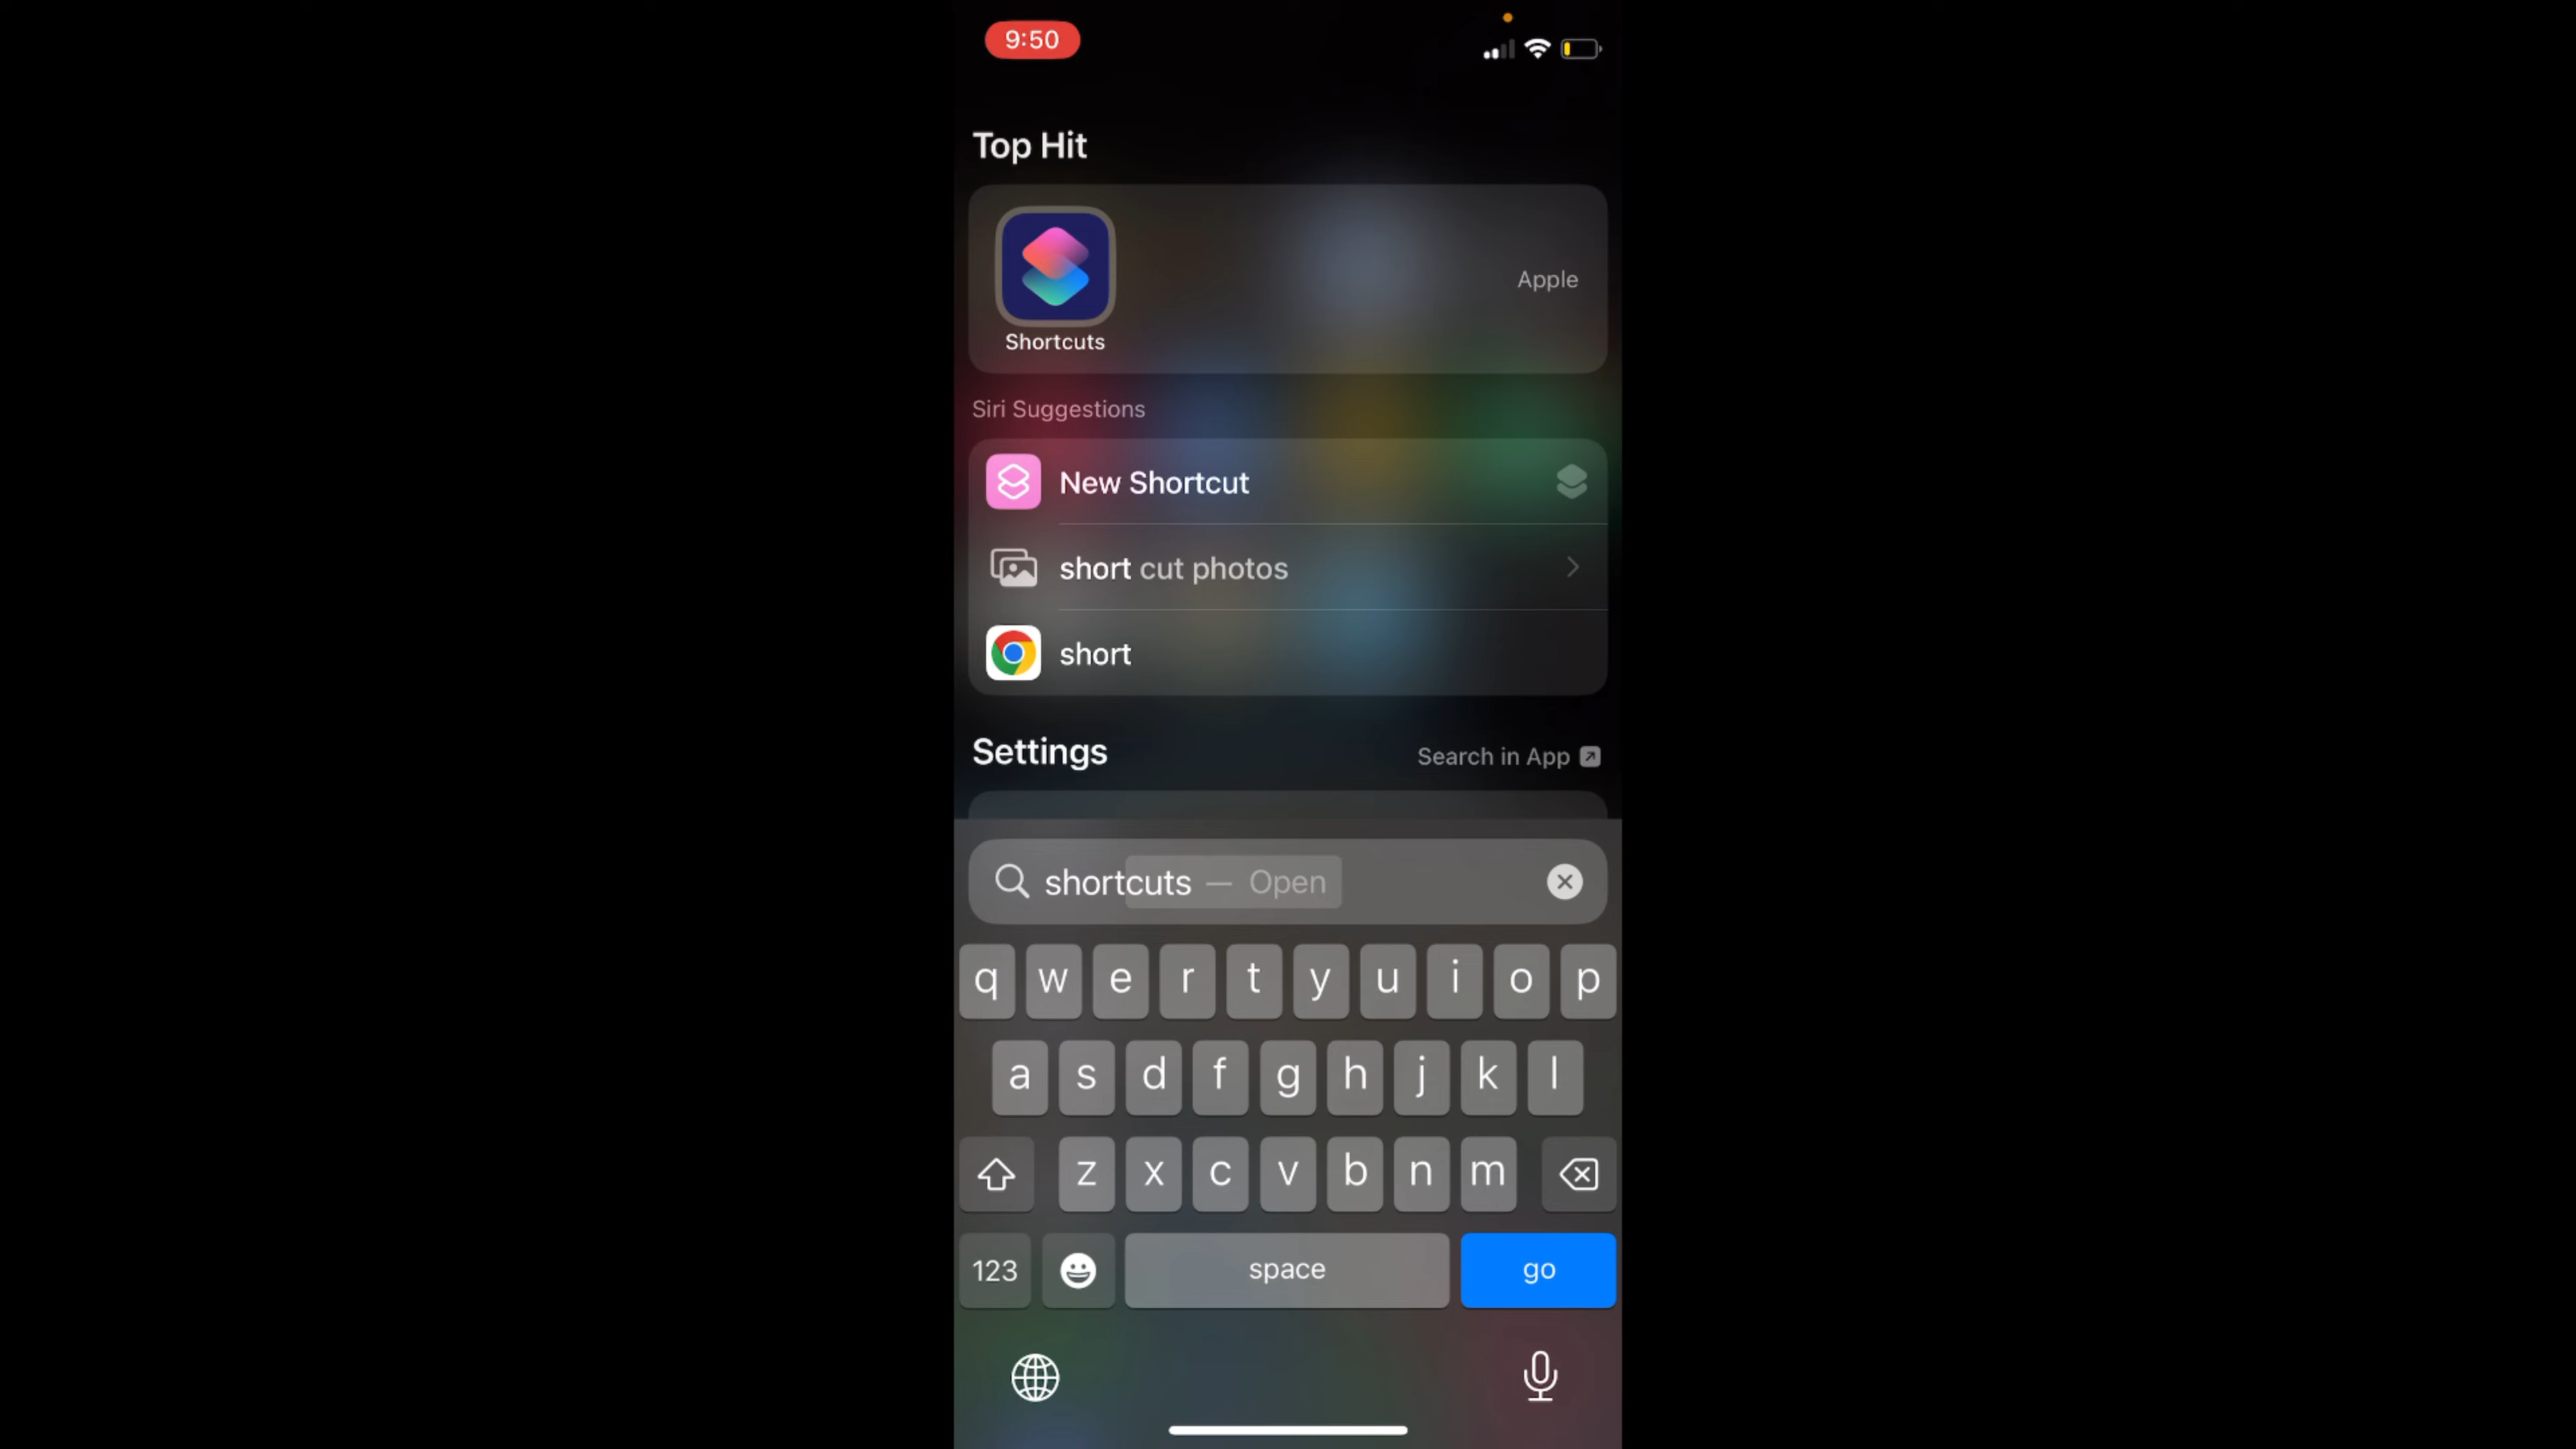 9:50
Top Hit
Apple
Shortcuts
Siri Suggestions
New Shortcut
short cut photos
short
Settings
Search in App
shortcuts — Open
q w e r t y u i o p
a s d f g h j k l
z x c v b n m
123
space
go